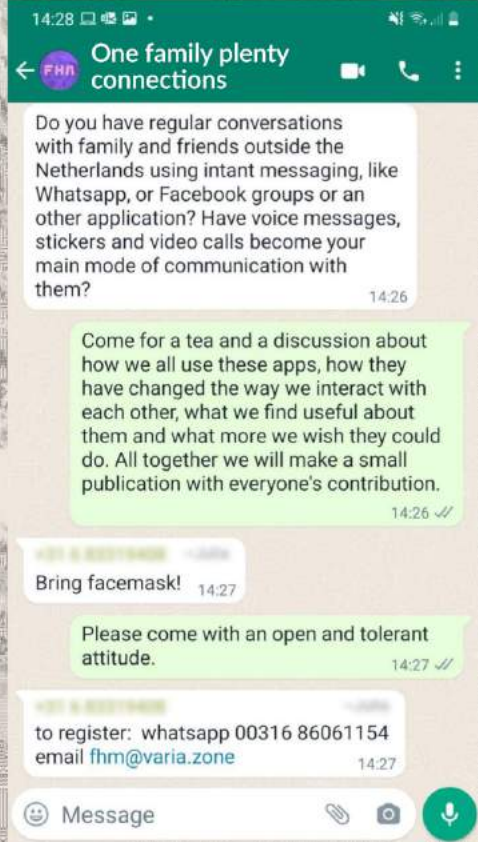 14:28
FHM
One family plenty
connections
Do you have regular conversations
with family and friends outside the
Netherlands using intant messaging, like
Whatsapp, or Facebook groups or an
other application? Have voice messages,
stickers and video calls become your
main mode of communication with
them?
14:26
Come for a tea and a discussion about
how we all use these apps, how they
have changed the way we interact with
each other, what we find useful about
them and what more we wish they could
do. All together we will make a small
publication with everyone's contribution.
14:26
Bring facemask! 14:27
Please come with an open and tolerant
attitude.
14:27
to register: whatsapp 00316 86061154
email fhm@varia.zone
14:27
Message